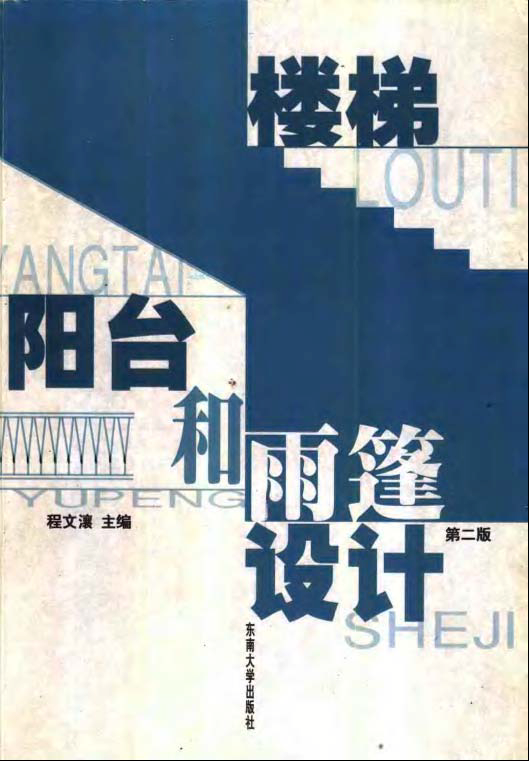 楼梯
LOUTI
YANGTAI
阳台
和
雨篷
YUPENG
程文瀼 主编
第二版
设计
SHEJI
东南大学出版社